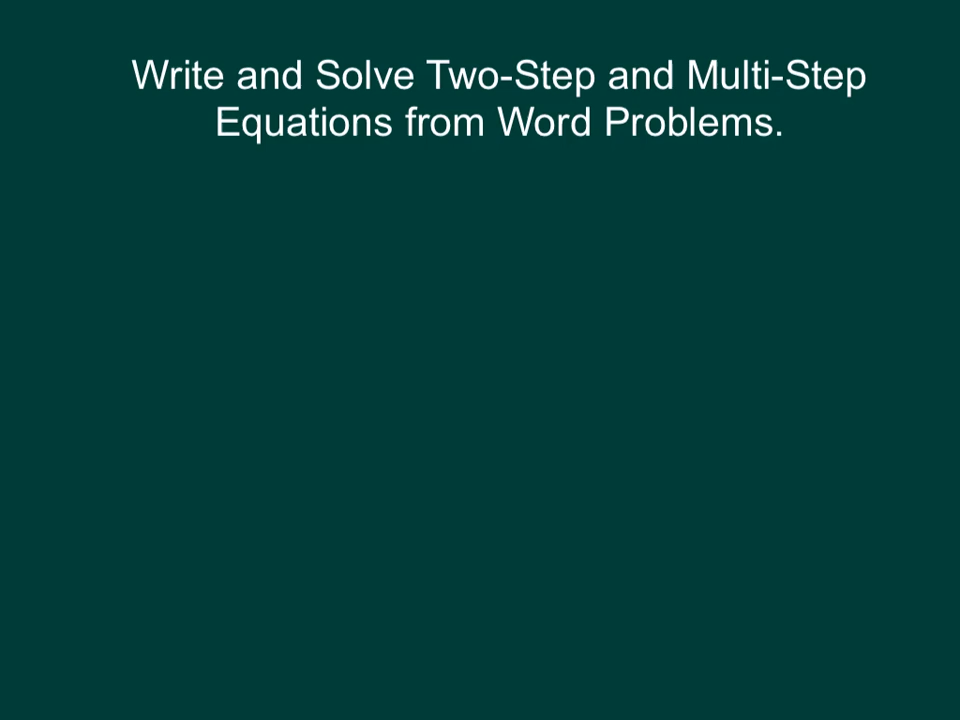 Write and Solve Two-Step and Multi-Step
Equations from Word Problems.